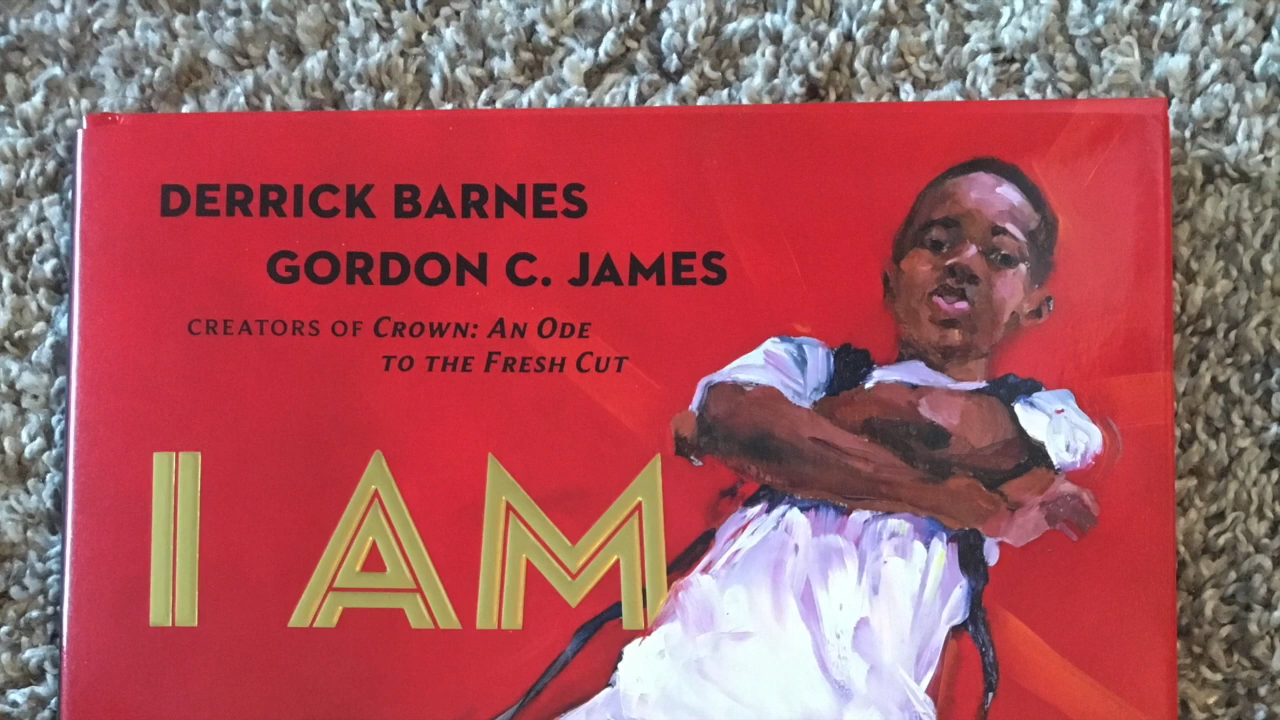 DERRICK BARNES
GORDON C. JAMES
CREATORS OF CROWN: AN ODE
TO THE FRESH CUT
I AM